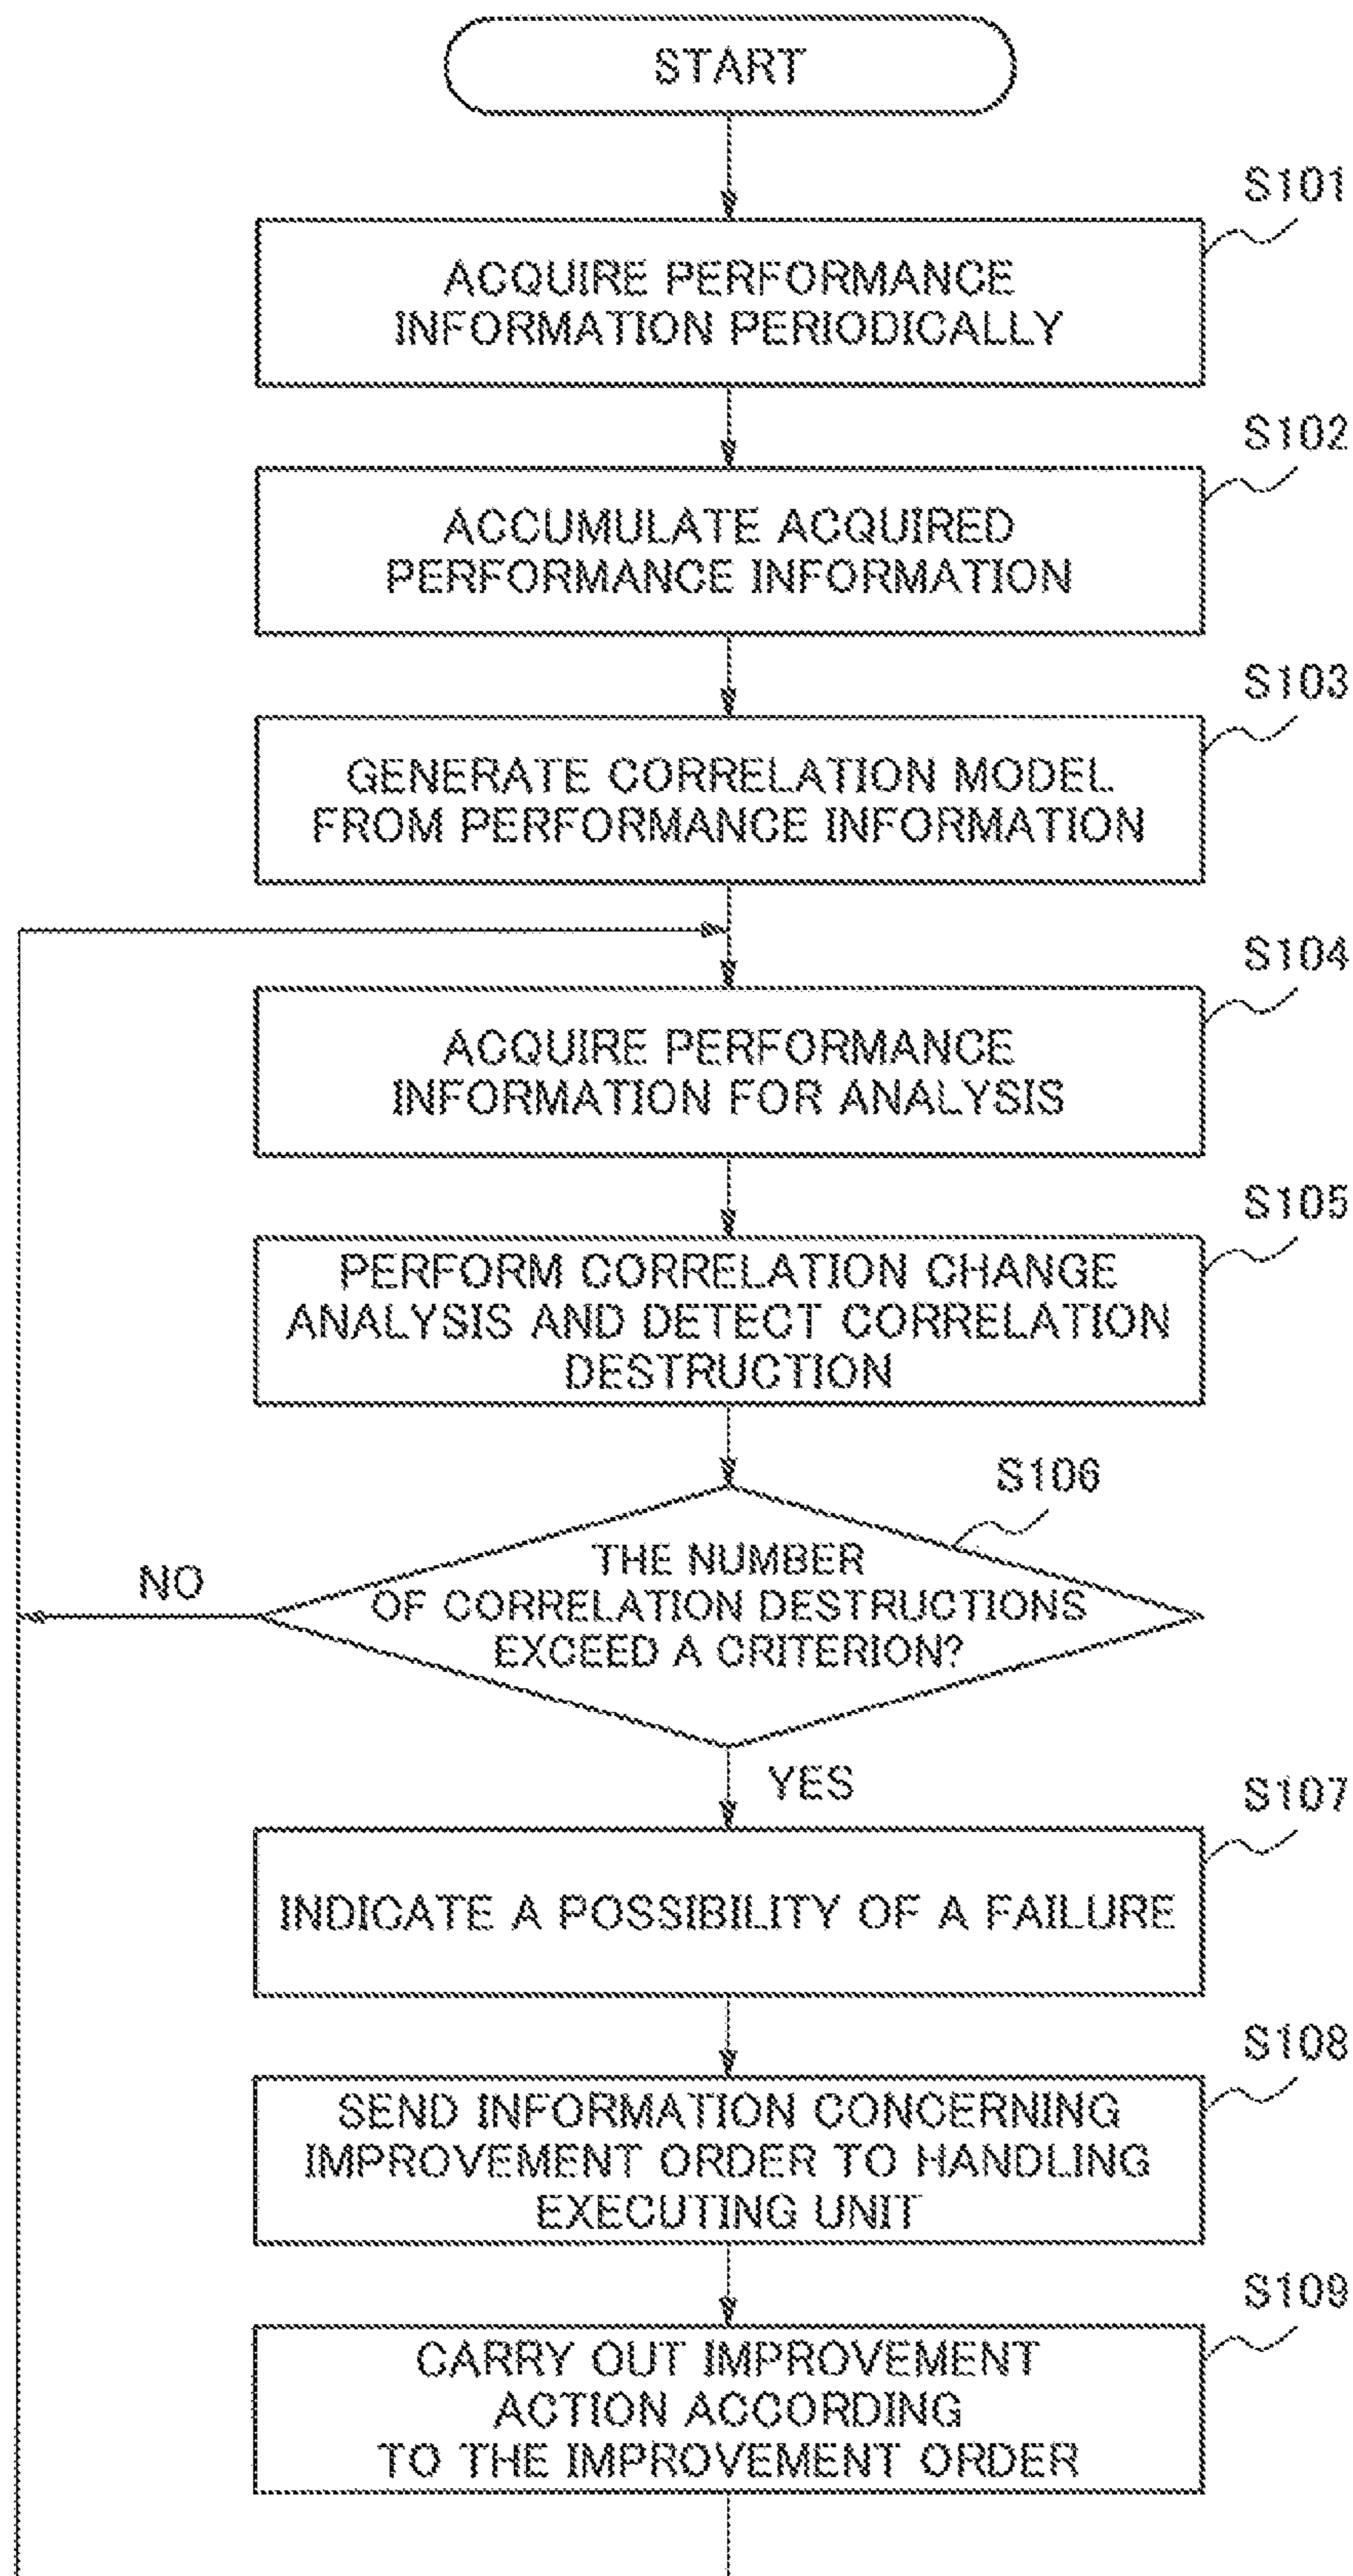 START
S101
ACQUIRE PERFORMANCE
INFORMATION PERIODICALLY
S102
ACCUMULATE ACQUIRED
PERFORMANCE INFORMATION
S103
GENERATE CORRELATION MODEL
FROM PERFORMANCE INFORMATION
S104
ACQUIRE PERFORMANCE
INFORMATION FOR ANALYSIS
S105
PERFORM CORRELATION CHANGE
ANALYSIS AND DETECT CORRELATION
DESTRUCTION
S106
THE NUMBER
OF CORRELATION DESTRUCTIONS
EXCEED A CRITERION?
NO
YES
S107
INDICATE A POSSIBILITY OF A FAILURE
S108
SEND INFORMATION CONCERNING
IMPROVEMENT ORDER TO HANDLING
EXECUTING UNIT
S109
CARRY OUT IMPROVEMENT
ACTION ACCORDING
TO THE IMPROVEMENT ORDER